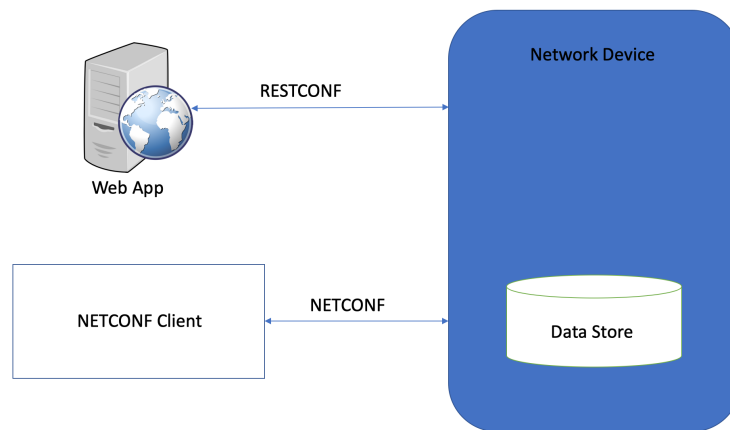 Network Device
RESTCONF
Web App
NETCONF
NETCONF Client
Data Store